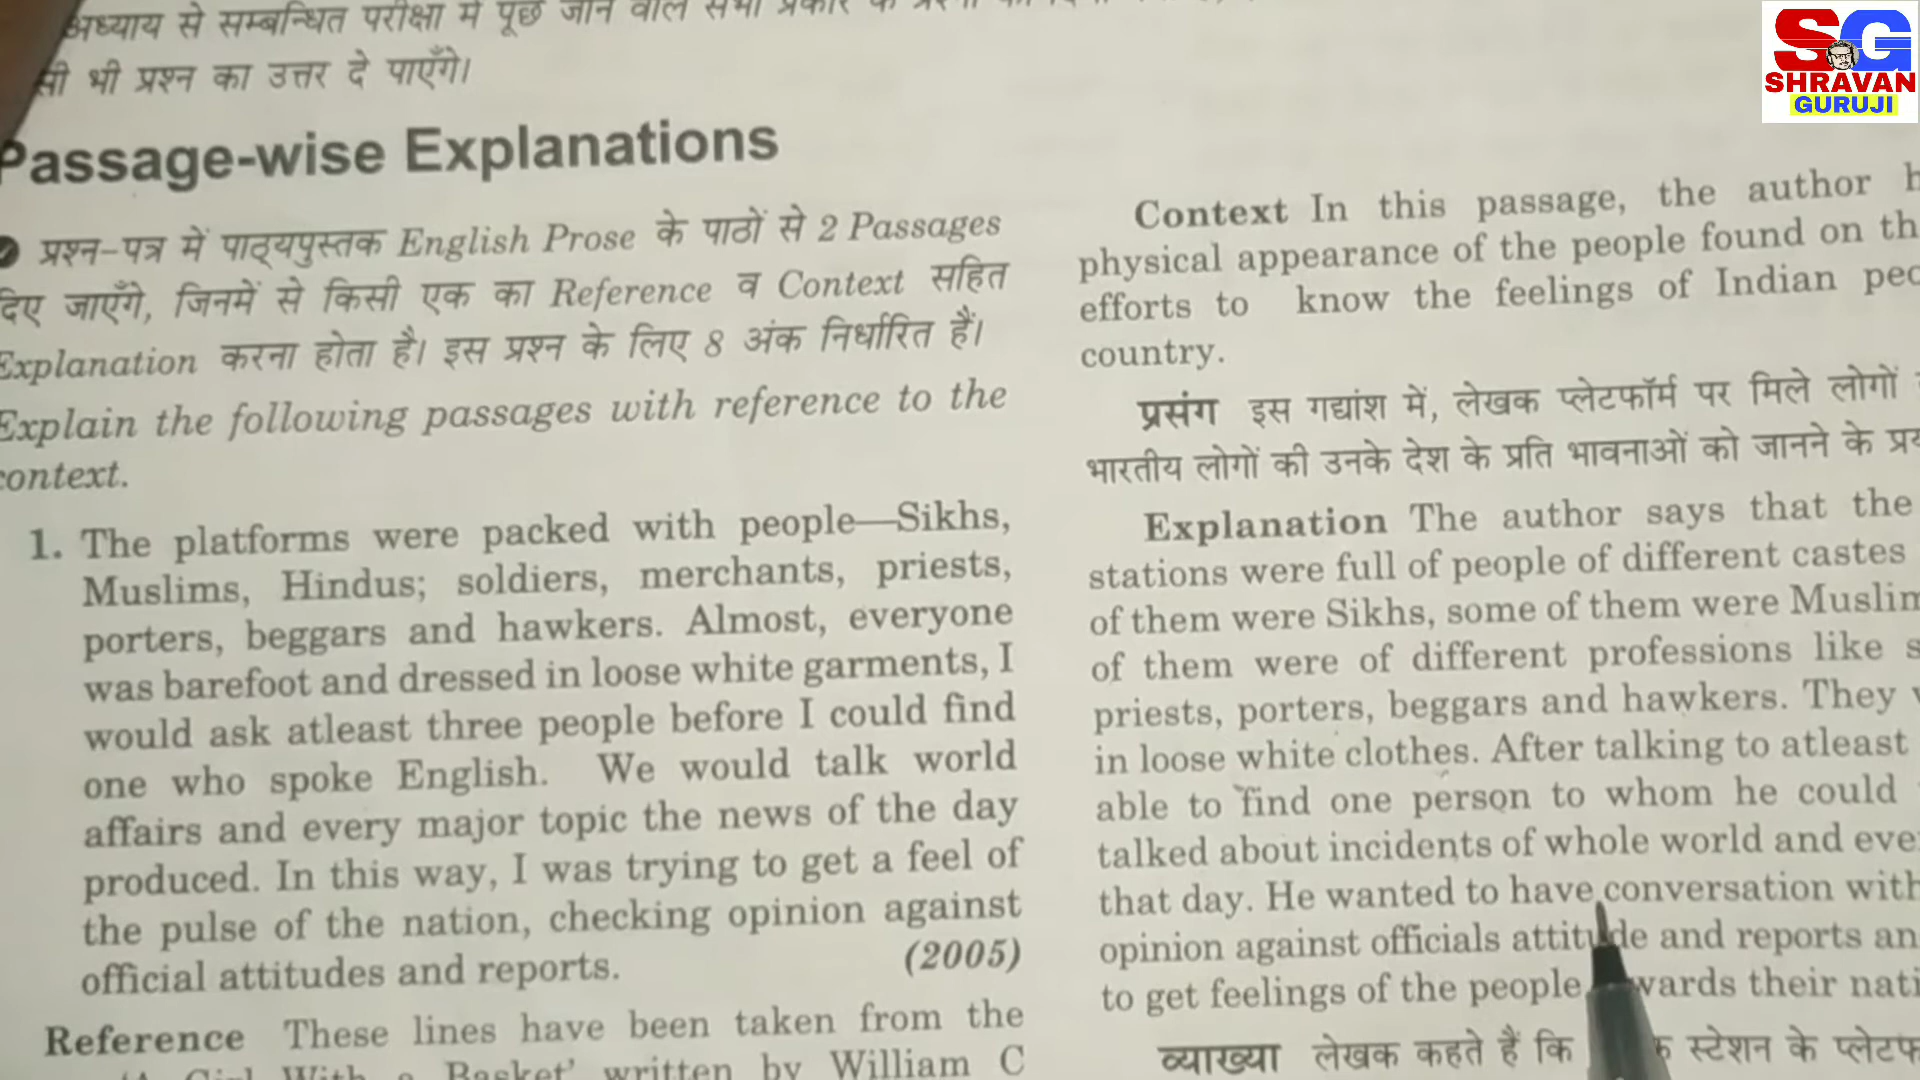 अध्याय से सम्बन्धित परीक्षा में पूछे जाने वाले सभी प्रकार के
भी प्रश्न का उत्तर दे पाएँगे।
Passage-wise Explanations
प्रश्न-पत्र में पाठ्यपुस्तक English Prose के पाठों से 2 Passages
दिए जाएँगे, जिनमें से किसी एक का Reference व Context सहित
Explanation करना होता है। इस प्रश्न के लिए 8 अंक निर्धारित हैं।
Explain the following passages with reference to the
context.
1. The platforms were packed with people—Sikhs,
Muslims, Hindus; soldiers, merchants, priests,
porters, beggars and hawkers. Almost, everyone
was barefoot and dressed in loose white garments, I
would ask atleast three people before I could find
one who spoke English. We would talk world
affairs and every major topic the news of the day
produced. In this way, I was trying to get a feel of
the pulse of the nation, checking opinion against
official attitudes and reports. (2005)
Reference These lines have been taken from the
'A Girl With a Basket' written by William C
Context In this passage, the author
physical appearance of the people found on
efforts to know the feelings of Indian
country.
प्रसंग इस गद्यांश में, लेखक प्लेटफॉर्म पर मिले लोगों
भारतीय लोगों की उनके देश के प्रति भावनाओं को जानने के
Explanation The author says that the
stations were full of people of different castes
of them were Sikhs, some of them were
of them were of different professions like
priests, porters, beggars and hawkers. They
in loose white clothes. After talking to atleast
able to find one person to whom he could
talked about incidents of whole world and
that day. He wanted to have conversation with
opinion against officials attitude and reports
to get feelings of the people their
व्याख्या लेखक कहते हैं कि स्टेशन के
SG
SHRAVAN
GURUJI